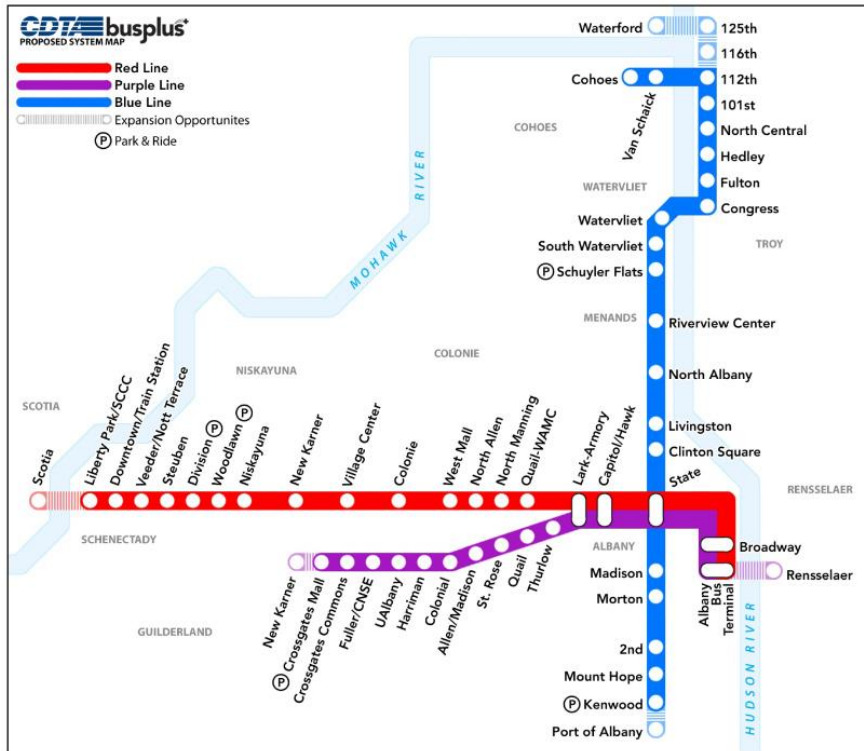 CDTA busplus+
PROPOSED SYSTEM MAP
Red Line
Purple Line
Blue Line
Expansion Opportunites
P Park & Ride
Waterford
125th
116th
Cohoes
112th
Van Schaick
101st
North Central
Hedley
Fulton
Congress
COHOES
WATERVLIET
TROY
Watervliet
South Watervliet
P Schuyler Flats
MENANDS
Riverview Center
North Albany
Livingston
Clinton Square
State
MOHAWK RIVER
COLONIE
NISKAYUNA
SCOTIA
RENSSELAER
Scotia
Liberty Park/SCCC
Downtown/Train Station
Veeder/Nott Terrace
Steuben
Division P
Woodlawn P
Niskayuna
New Karner
Village Center
Colonie
West Mall
North Allen
North Manning
Quail-WAMC
Lark-Armory
Capitol/Hawk
SCHENECTADY
GUILDERLAND
ALBANY
New Karner
P Crossgates Mall
Crossgates Commons
Fuller/CNSE
UAlbany
Harriman
Colonial
Allen/Madison
St. Rose
Quail
Thurlow
Broadway
Albany
Bus
Terminal
Rensselaer
Madison
Morton
2nd
Mount Hope
P Kenwood
Port of Albany
HUDSON RIVER